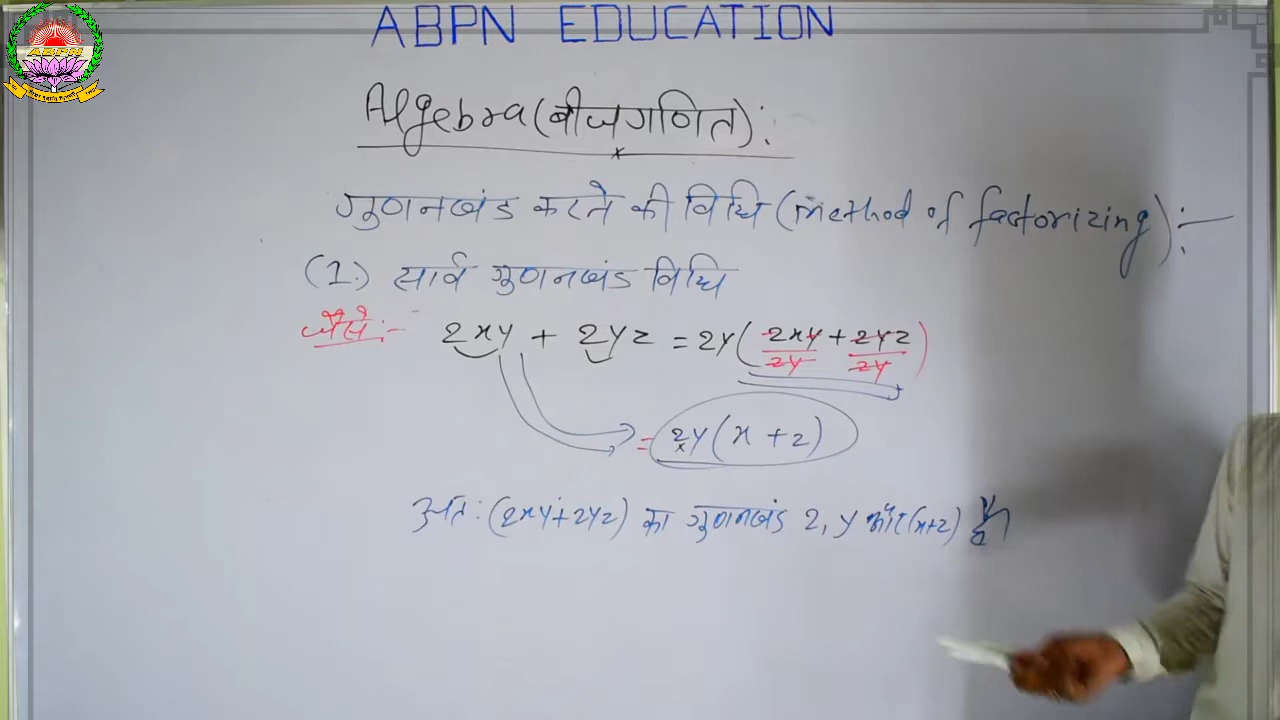 ABPN EDUCATION
ABPN
Algebra (बीजगणित):
गुणनखंड करने की विधि (method of factorizing):-
(1.) सार्व गुणनखंड विधि
जैसे:- 2xy + 2yz = 2y(2xy/2y + 2yz/2y)
= 2y(x + z)
अतः (2xy+2yz) का गुणनखंड 2, y और (x+z) है।